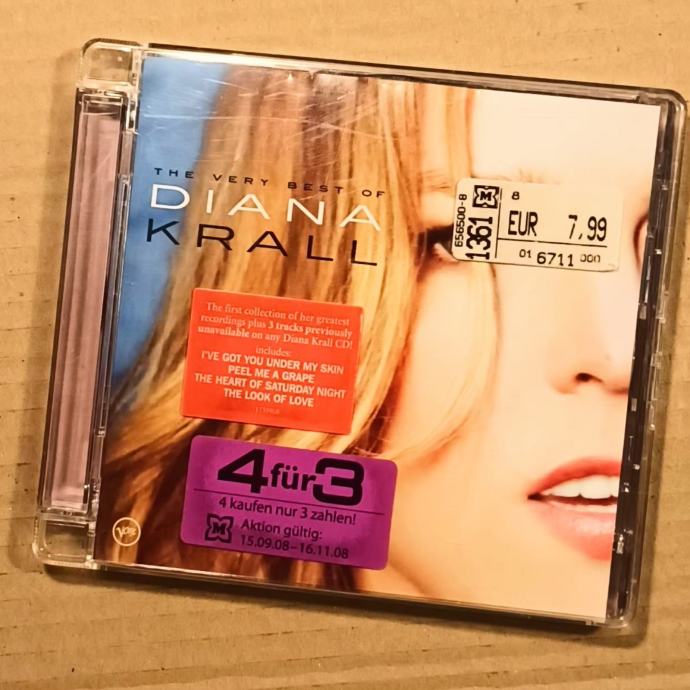 THE VERY BEST OF
DIANA
KRALL
656500-8
1361
M
8
EUR 7,99
01 6711 000
The first collection of her greatest
recordings plus 3 tracks previously
unavailable on any Diana Krall CD!
includes:
I'VE GOT YOU UNDER MY SKIN
PEEL ME A GRAPE
THE HEART OF SATURDAY NIGHT
THE LOOK OF LOVE
4für3
4 kaufen nur 3 zahlen!
M Aktion gültig:
15.09.08–16.11.08
Verve